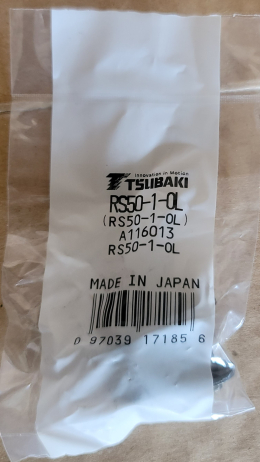 Innovation in Motion
TSUBAKI
RS50-1-OL
(RS50-1-OL)
A116013
RS50-1-OL
MADE IN JAPAN
0 97039 17185 6